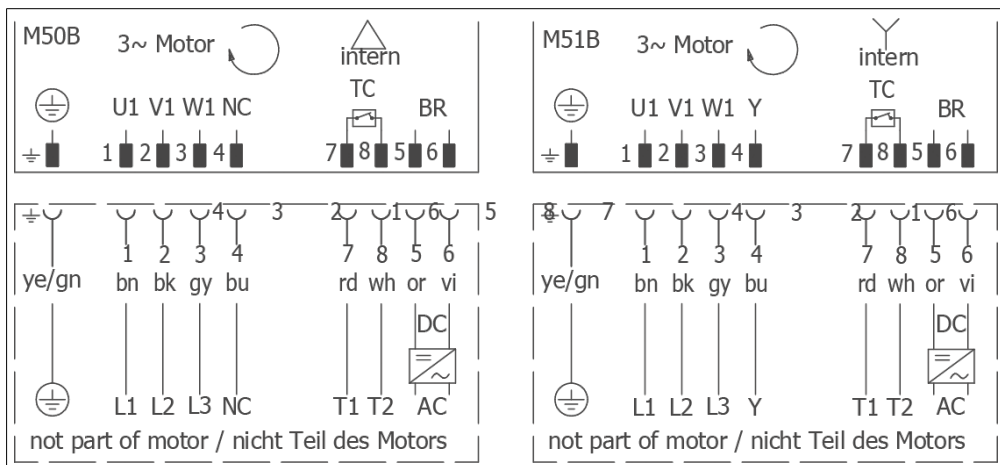 M50B 3~ Motor intern
TC
U1 V1 W1 NC BR
1 2 3 4 7 8 5 6
4 3 2 1 6 5
1 2 3 4 7 8 5 6
ye/gn bn bk gy bu rd wh or vi
DC
L1 L2 L3 NC T1 T2 AC
not part of motor / nicht Teil des Motors
M51B 3~ Motor intern
TC
U1 V1 W1 Y BR
1 2 3 4 7 8 5 6
8 7 4 3 2 1 6
1 2 3 4 7 8 5 6
ye/gn bn bk gy bu rd wh or vi
DC
L1 L2 L3 Y T1 T2 AC
not part of motor / nicht Teil des Motors